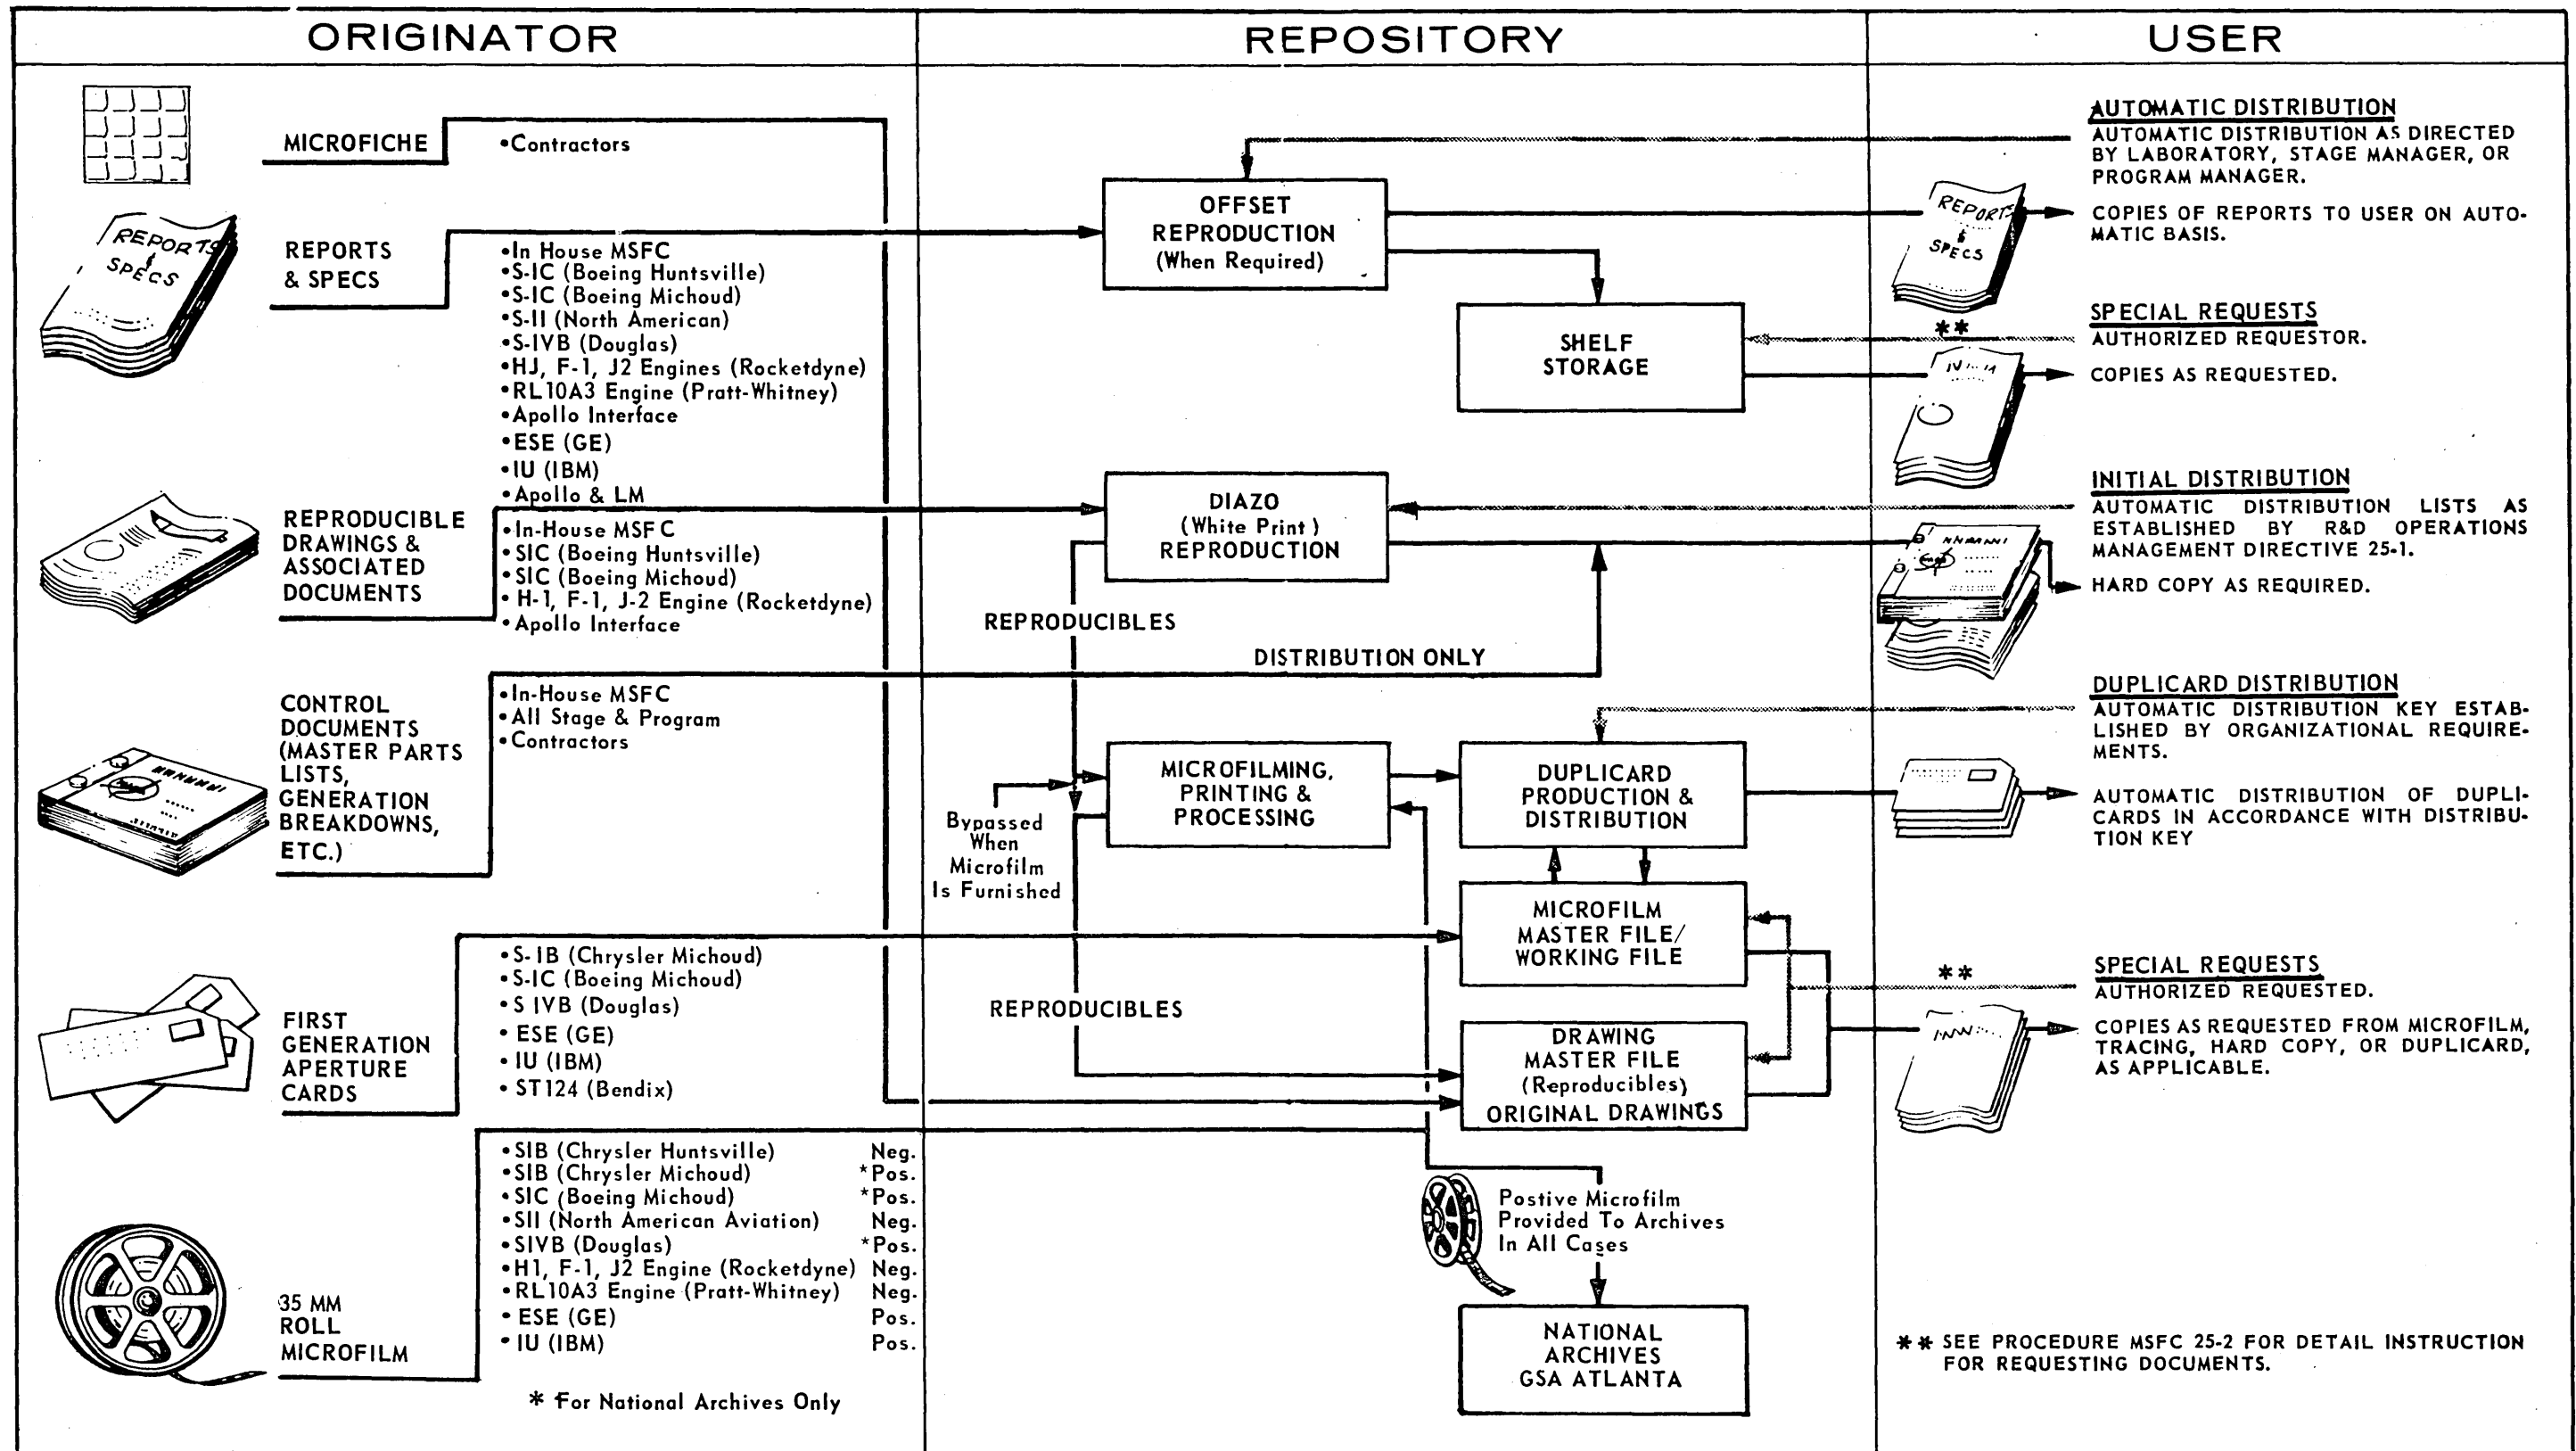 ORIGINATOR
REPOSITORY
USER
MICROFICHE
•Contractors
REPORTS
& SPECS
REPORTS
&
SPECS
•In House MSFC
•S-IC (Boeing Huntsville)
•S-IC (Boeing Michoud)
•S-II (North American)
•S-IVB (Douglas)
•HJ, F-1, J2 Engines (Rocketdyne)
•RL10A3 Engine (Pratt-Whitney)
•Apollo Interface
•ESE (GE)
•IU (IBM)
•Apollo & LM
REPRODUCIBLE
DRAWINGS &
ASSOCIATED
DOCUMENTS
•In-House MSFC
•SIC (Boeing Huntsville)
•SIC (Boeing Michoud)
•H-1, F-1, J-2 Engine (Rocketdyne)
•Apollo Interface
CONTROL
DOCUMENTS
(MASTER PARTS
LISTS,
GENERATION
BREAKDOWNS,
ETC.)
•In-House MSFC
•All Stage & Program
•Contractors
FIRST
GENERATION
APERTURE
CARDS
•S-IB (Chrysler Michoud)
•S-IC (Boeing Michoud)
•S IVB (Douglas)
•ESE (GE)
•IU (IBM)
•ST124 (Bendix)
35 MM
ROLL
MICROFILM
•SIB (Chrysler Huntsville) Neg.
•SIB (Chrysler Michoud) *Pos.
•SIC (Boeing Michoud) *Pos.
•SII (North American Aviation) Neg.
•SIVB (Douglas) *Pos.
•H1, F-1, J2 Engine (Rocketdyne) Neg.
•RL10A3 Engine (Pratt-Whitney) Neg.
•ESE (GE) Pos.
•IU (IBM) Pos.
* For National Archives Only
OFFSET
REPRODUCTION
(When Required)
SHELF
STORAGE
DIAZO
(White Print)
REPRODUCTION
REPRODUCIBLES
DISTRIBUTION ONLY
MICROFILMING,
PRINTING &
PROCESSING
DUPLICARD
PRODUCTION &
DISTRIBUTION
Bypassed
When
Microfilm
Is Furnished
MICROFILM
MASTER FILE/
WORKING FILE
REPRODUCIBLES
DRAWING
MASTER FILE
(Reproducibles)
ORIGINAL DRAWINGS
Postive Microfilm
Provided To Archives
In All Cases
NATIONAL
ARCHIVES
GSA ATLANTA
AUTOMATIC DISTRIBUTION
AUTOMATIC DISTRIBUTION AS DIRECTED
BY LABORATORY, STAGE MANAGER, OR
PROGRAM MANAGER.
REPORTS
&
SPECS
COPIES OF REPORTS TO USER ON AUTO-
MATIC BASIS.
SPECIAL REQUESTS
**
AUTHORIZED REQUESTOR.
COPIES AS REQUESTED.
INITIAL DISTRIBUTION
AUTOMATIC DISTRIBUTION LISTS AS
ESTABLISHED BY R&D OPERATIONS
MANAGEMENT DIRECTIVE 25-1.
HARD COPY AS REQUIRED.
DUPLICARD DISTRIBUTION
AUTOMATIC DISTRIBUTION KEY ESTAB-
LISHED BY ORGANIZATIONAL REQUIRE-
MENTS.
AUTOMATIC DISTRIBUTION OF DUPLI-
CARDS IN ACCORDANCE WITH DISTRIBU-
TION KEY
**
SPECIAL REQUESTS
AUTHORIZED REQUESTED.
COPIES AS REQUESTED FROM MICROFILM,
TRACING, HARD COPY, OR DUPLICARD,
AS APPLICABLE.
** SEE PROCEDURE MSFC 25-2 FOR DETAIL INSTRUCTION
FOR REQUESTING DOCUMENTS.